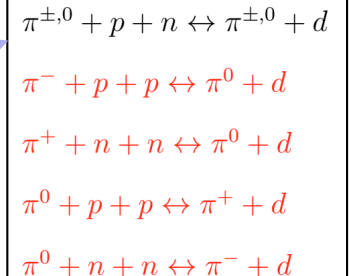 π^{±,0} + p + n ↔ π^{±,0} + d
π^- + p + p ↔ π^0 + d
π^+ + n + n ↔ π^0 + d
π^0 + p + p ↔ π^+ + d
π^0 + n + n ↔ π^- + d